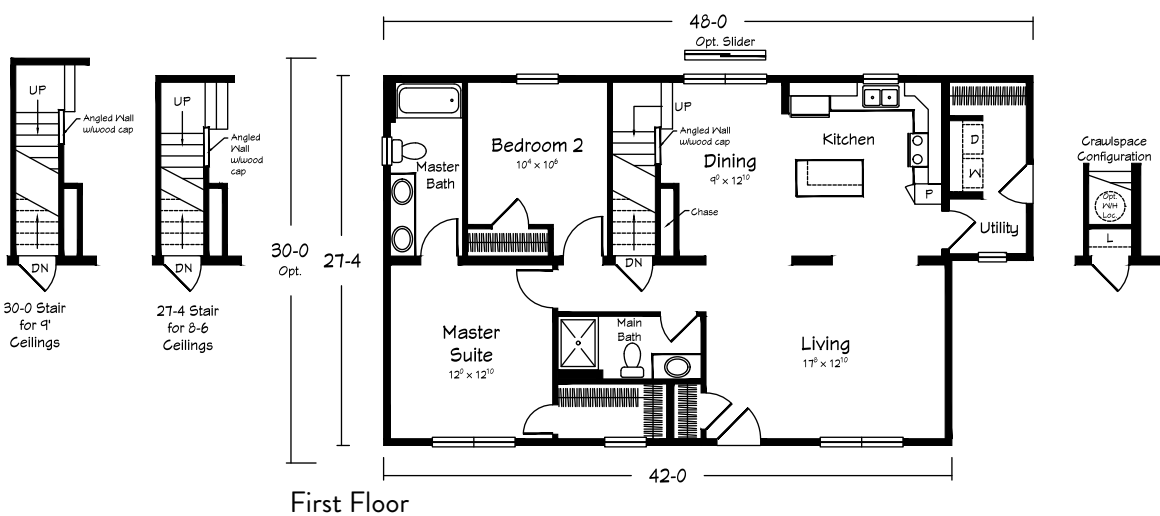 48-0
Opt. Slider
UP
Angled Wall
w/wood cap
DN
30-0 Stair
for 9'
Ceilings
UP
Angled
Wall
w/wood
cap
DN
27-4 Stair
for 8-6
Ceilings
30-0
Opt.
27-4
Master
Bath
Bedroom 2
10⁴ x 10⁶
UP
Angled Wall
w/wood cap
Chase
DN
Dining
9⁰ x 12¹⁰
Kitchen
P
D
W
Utility
Crawlspace
Configuration
Opt.
W/H
Loc.
L
Master
Suite
12⁰ x 12¹⁰
Main
Bath
Living
17⁹ x 12¹⁰
42-0
First Floor